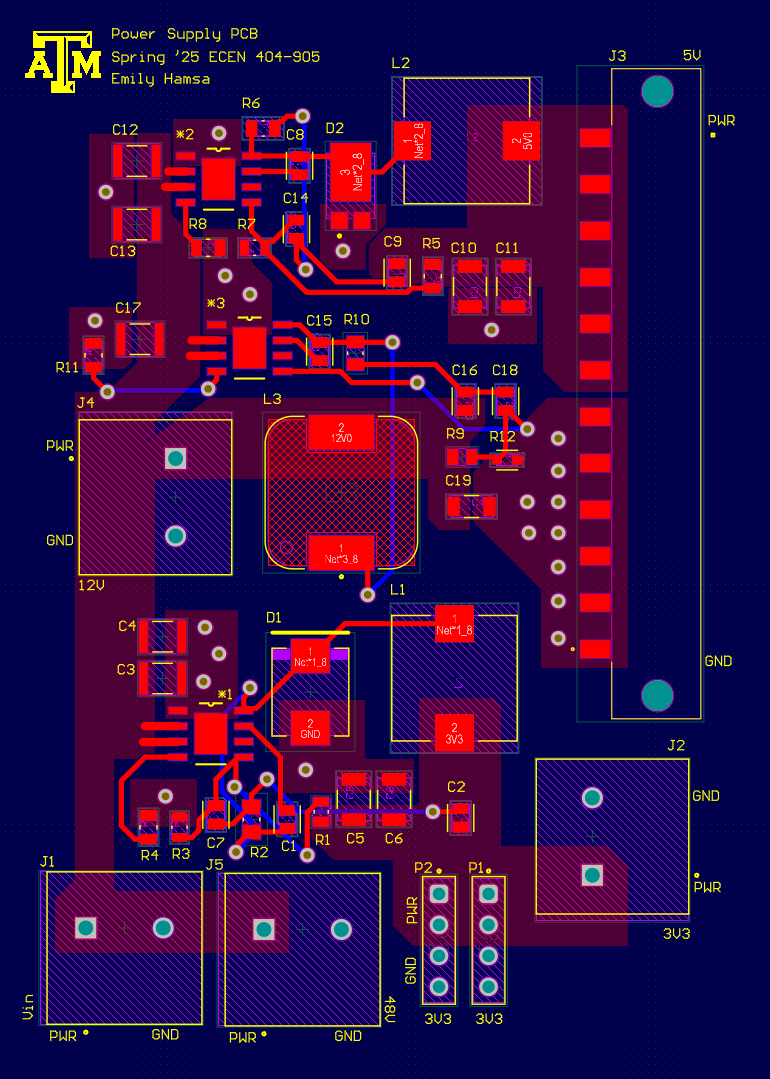 ATM
Power Supply PCB
Spring '25 ECEN 404-905
Emily Hamsa
L2
J3
5V
R6
C12
*2
D2
C8
PWR
1
Net*2_8
2
5V0
3
Net*2_8
C14
R8
R7
C13
C9
R5
C10
C11
*3
C17
C15
R10
R11
C16
C18
J4
L3
PWR
2
12V0
R9
R12
C19
GND
1
Net*3_8
12V
L1
C4
D1
1
Net*1_8
1
Net*1_8
C3
GND
*1
2
GND
2
3V3
J2
C2
GND
R4
R3
C7
R2
C1
R1
C5
C6
J1
J5
P2
P1
PWR
PWR
GND
3V3
Vin
48V
PWR
GND
PWR
GND
3V3
3V3